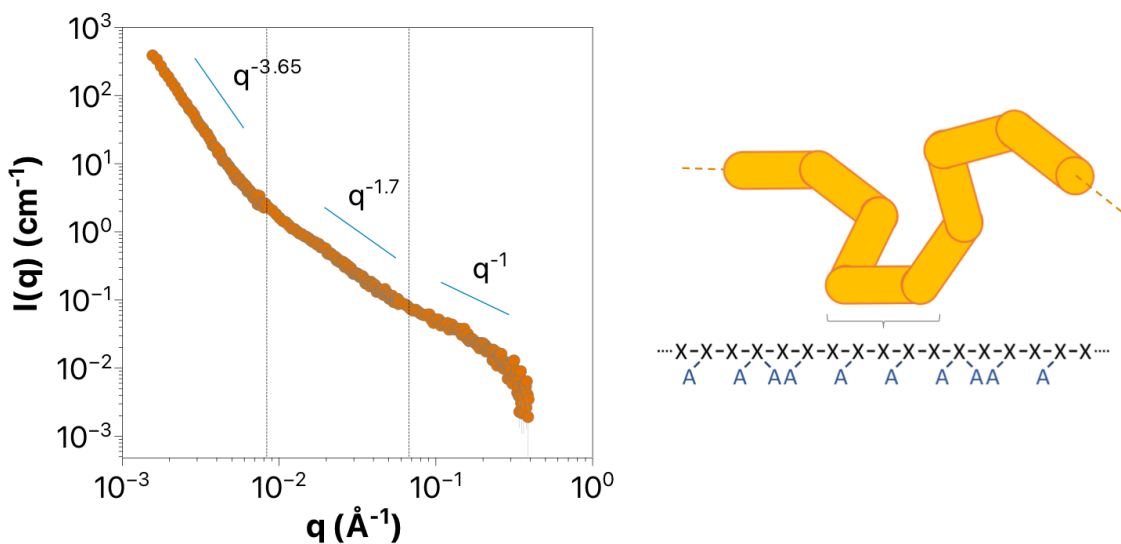 10³
10²
10¹
10⁰
10⁻¹
10⁻²
10⁻³
I(q) (cm⁻¹)
q⁻³·⁶⁵
q⁻¹·⁷
q⁻¹
10⁻³
10⁻²
10⁻¹
10⁰
q (Å⁻¹)
····X-X-X-X-X-X-X-X-X-X-X-X-X-X-X-X-X····
A A AA A A A AA A